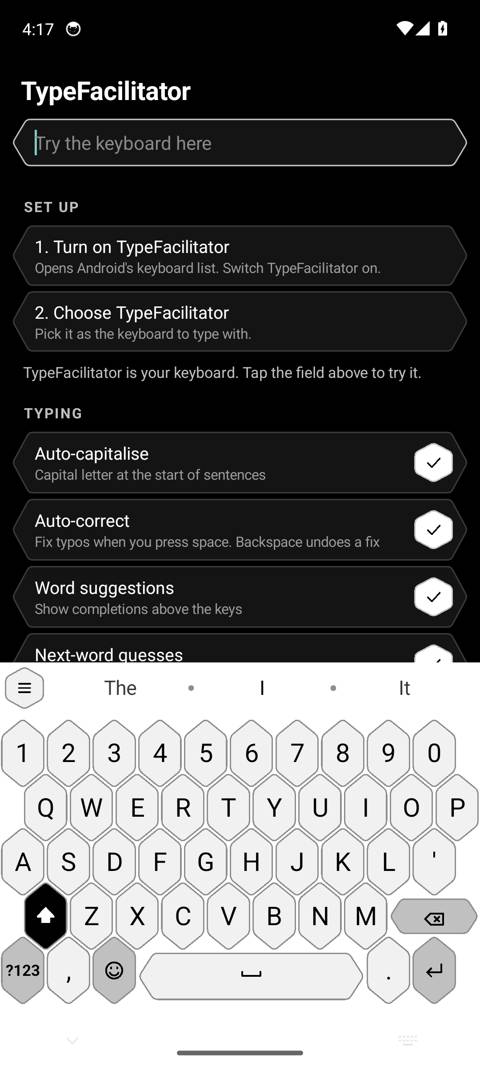 4:17
TypeFacilitator
Try the keyboard here
SET UP
1. Turn on TypeFacilitator
Opens Android's keyboard list. Switch TypeFacilitator on.
2. Choose TypeFacilitator
Pick it as the keyboard to type with.
TypeFacilitator is your keyboard. Tap the field above to try it.
TYPING
Auto-capitalise
Capital letter at the start of sentences
Auto-correct
Fix typos when you press space. Backspace undoes a fix
Word suggestions
Show completions above the keys
Next-word guesses
The • I • It
1 2 3 4 5 6 7 8 9 0
Q W E R T Y U I O P
A S D F G H J K L '
Z X C V B N M
?123 , .